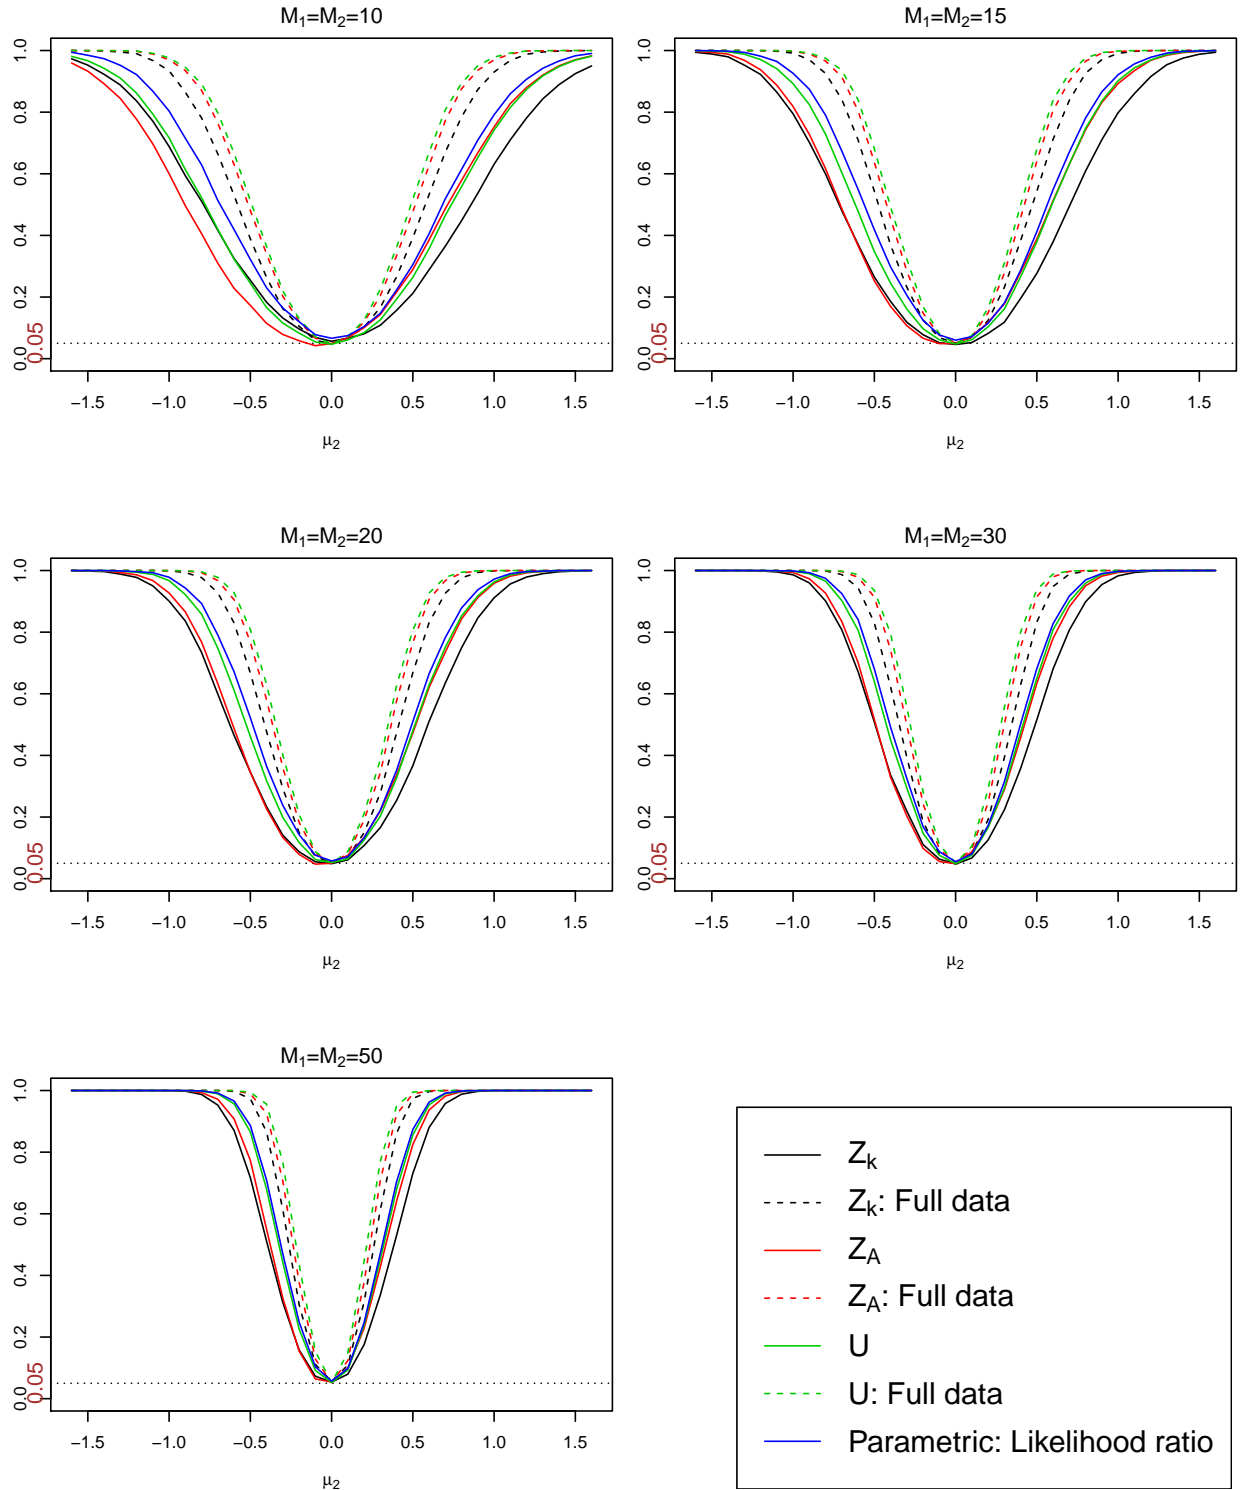 M₁=M₂=10
0.0 0.2 0.4 0.6 0.8 1.0
0.05
−1.5 −1.0 −0.5 0.0 0.5 1.0 1.5
μ₂
M₁=M₂=15
0.0 0.2 0.4 0.6 0.8 1.0
0.05
−1.5 −1.0 −0.5 0.0 0.5 1.0 1.5
μ₂
M₁=M₂=20
0.0 0.2 0.4 0.6 0.8 1.0
0.05
−1.5 −1.0 −0.5 0.0 0.5 1.0 1.5
μ₂
M₁=M₂=30
0.0 0.2 0.4 0.6 0.8 1.0
0.05
−1.5 −1.0 −0.5 0.0 0.5 1.0 1.5
μ₂
M₁=M₂=50
0.0 0.2 0.4 0.6 0.8 1.0
0.05
−1.5 −1.0 −0.5 0.0 0.5 1.0 1.5
μ₂
Zₖ
Zₖ: Full data
Z_A
Z_A: Full data
U
U: Full data
Parametric: Likelihood ratio